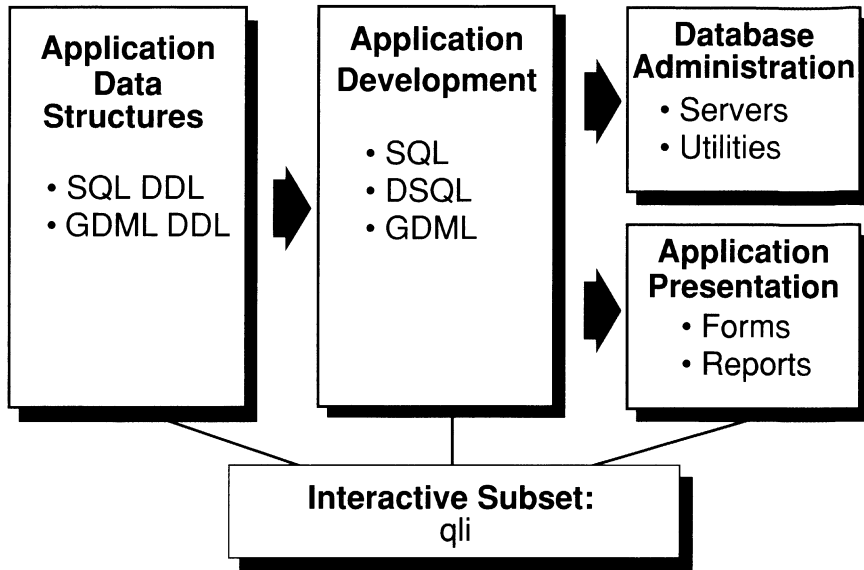 Application
Data
Structures
• SQL DDL
• GDML DDL
Application
Development
• SQL
• DSQL
• GDML
Database
Administration
• Servers
• Utilities
Application
Presentation
• Forms
• Reports
Interactive Subset:
qli